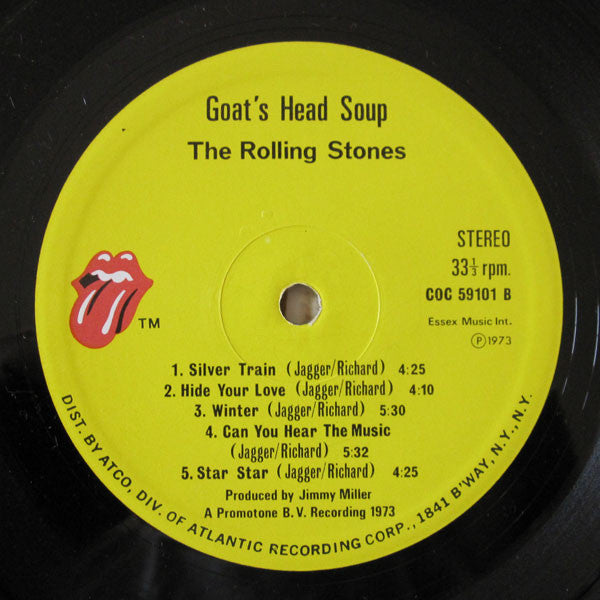 Goat's Head Soup
The Rolling Stones
STEREO
33⅓ rpm.
COC 59101 B
Essex Music Int.
Ⓟ1973
TM
1. Silver Train (Jagger/Richard) 4:25
2. Hide Your Love (Jagger/Richard) 4:10
3. Winter (Jagger/Richard) 5:30
4. Can You Hear The Music
(Jagger/Richard) 5:32
5. Star Star (Jagger/Richard) 4:25
Produced by Jimmy Miller
A Promotone B. V. Recording 1973
DIST. BY ATCO, DIV. OF ATLANTIC RECORDING CORP., 1841 B'WAY, N.Y., N.Y.